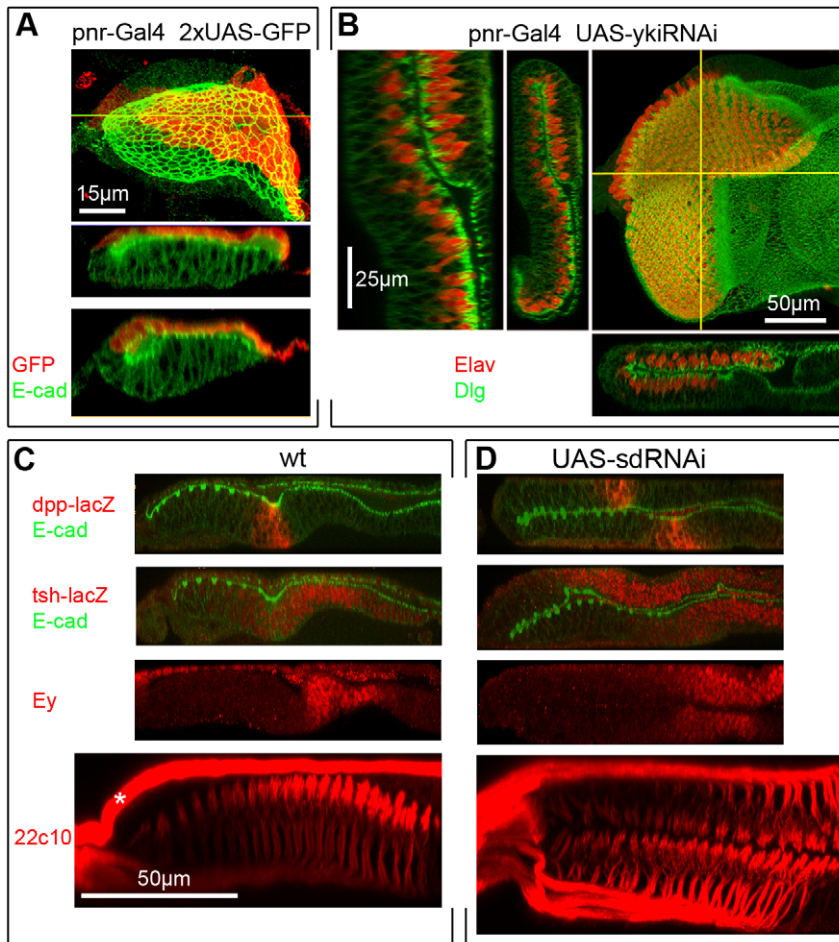 A
pnr-Gal4 2xUAS-GFP
15µm
GFP
E-cad
B
pnr-Gal4 UAS-ykiRNAi
25µm
50µm
Elav
Dlg
C
wt
dpp-lacZ
E-cad
tsh-lacZ
E-cad
Ey
22c10
*
50µm
D
UAS-sdRNAi